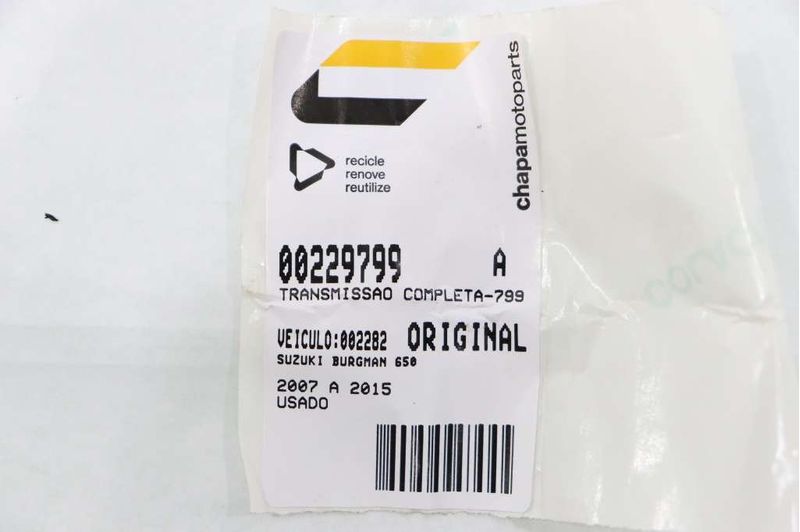 chapamotoparts
recicle
renove
reutilize
00229799 A
TRANSMISSAO COMPLETA-799
VEICULO:002282 ORIGINAL
SUZUKI BURGMAN 650
2007 A 2015
USADO